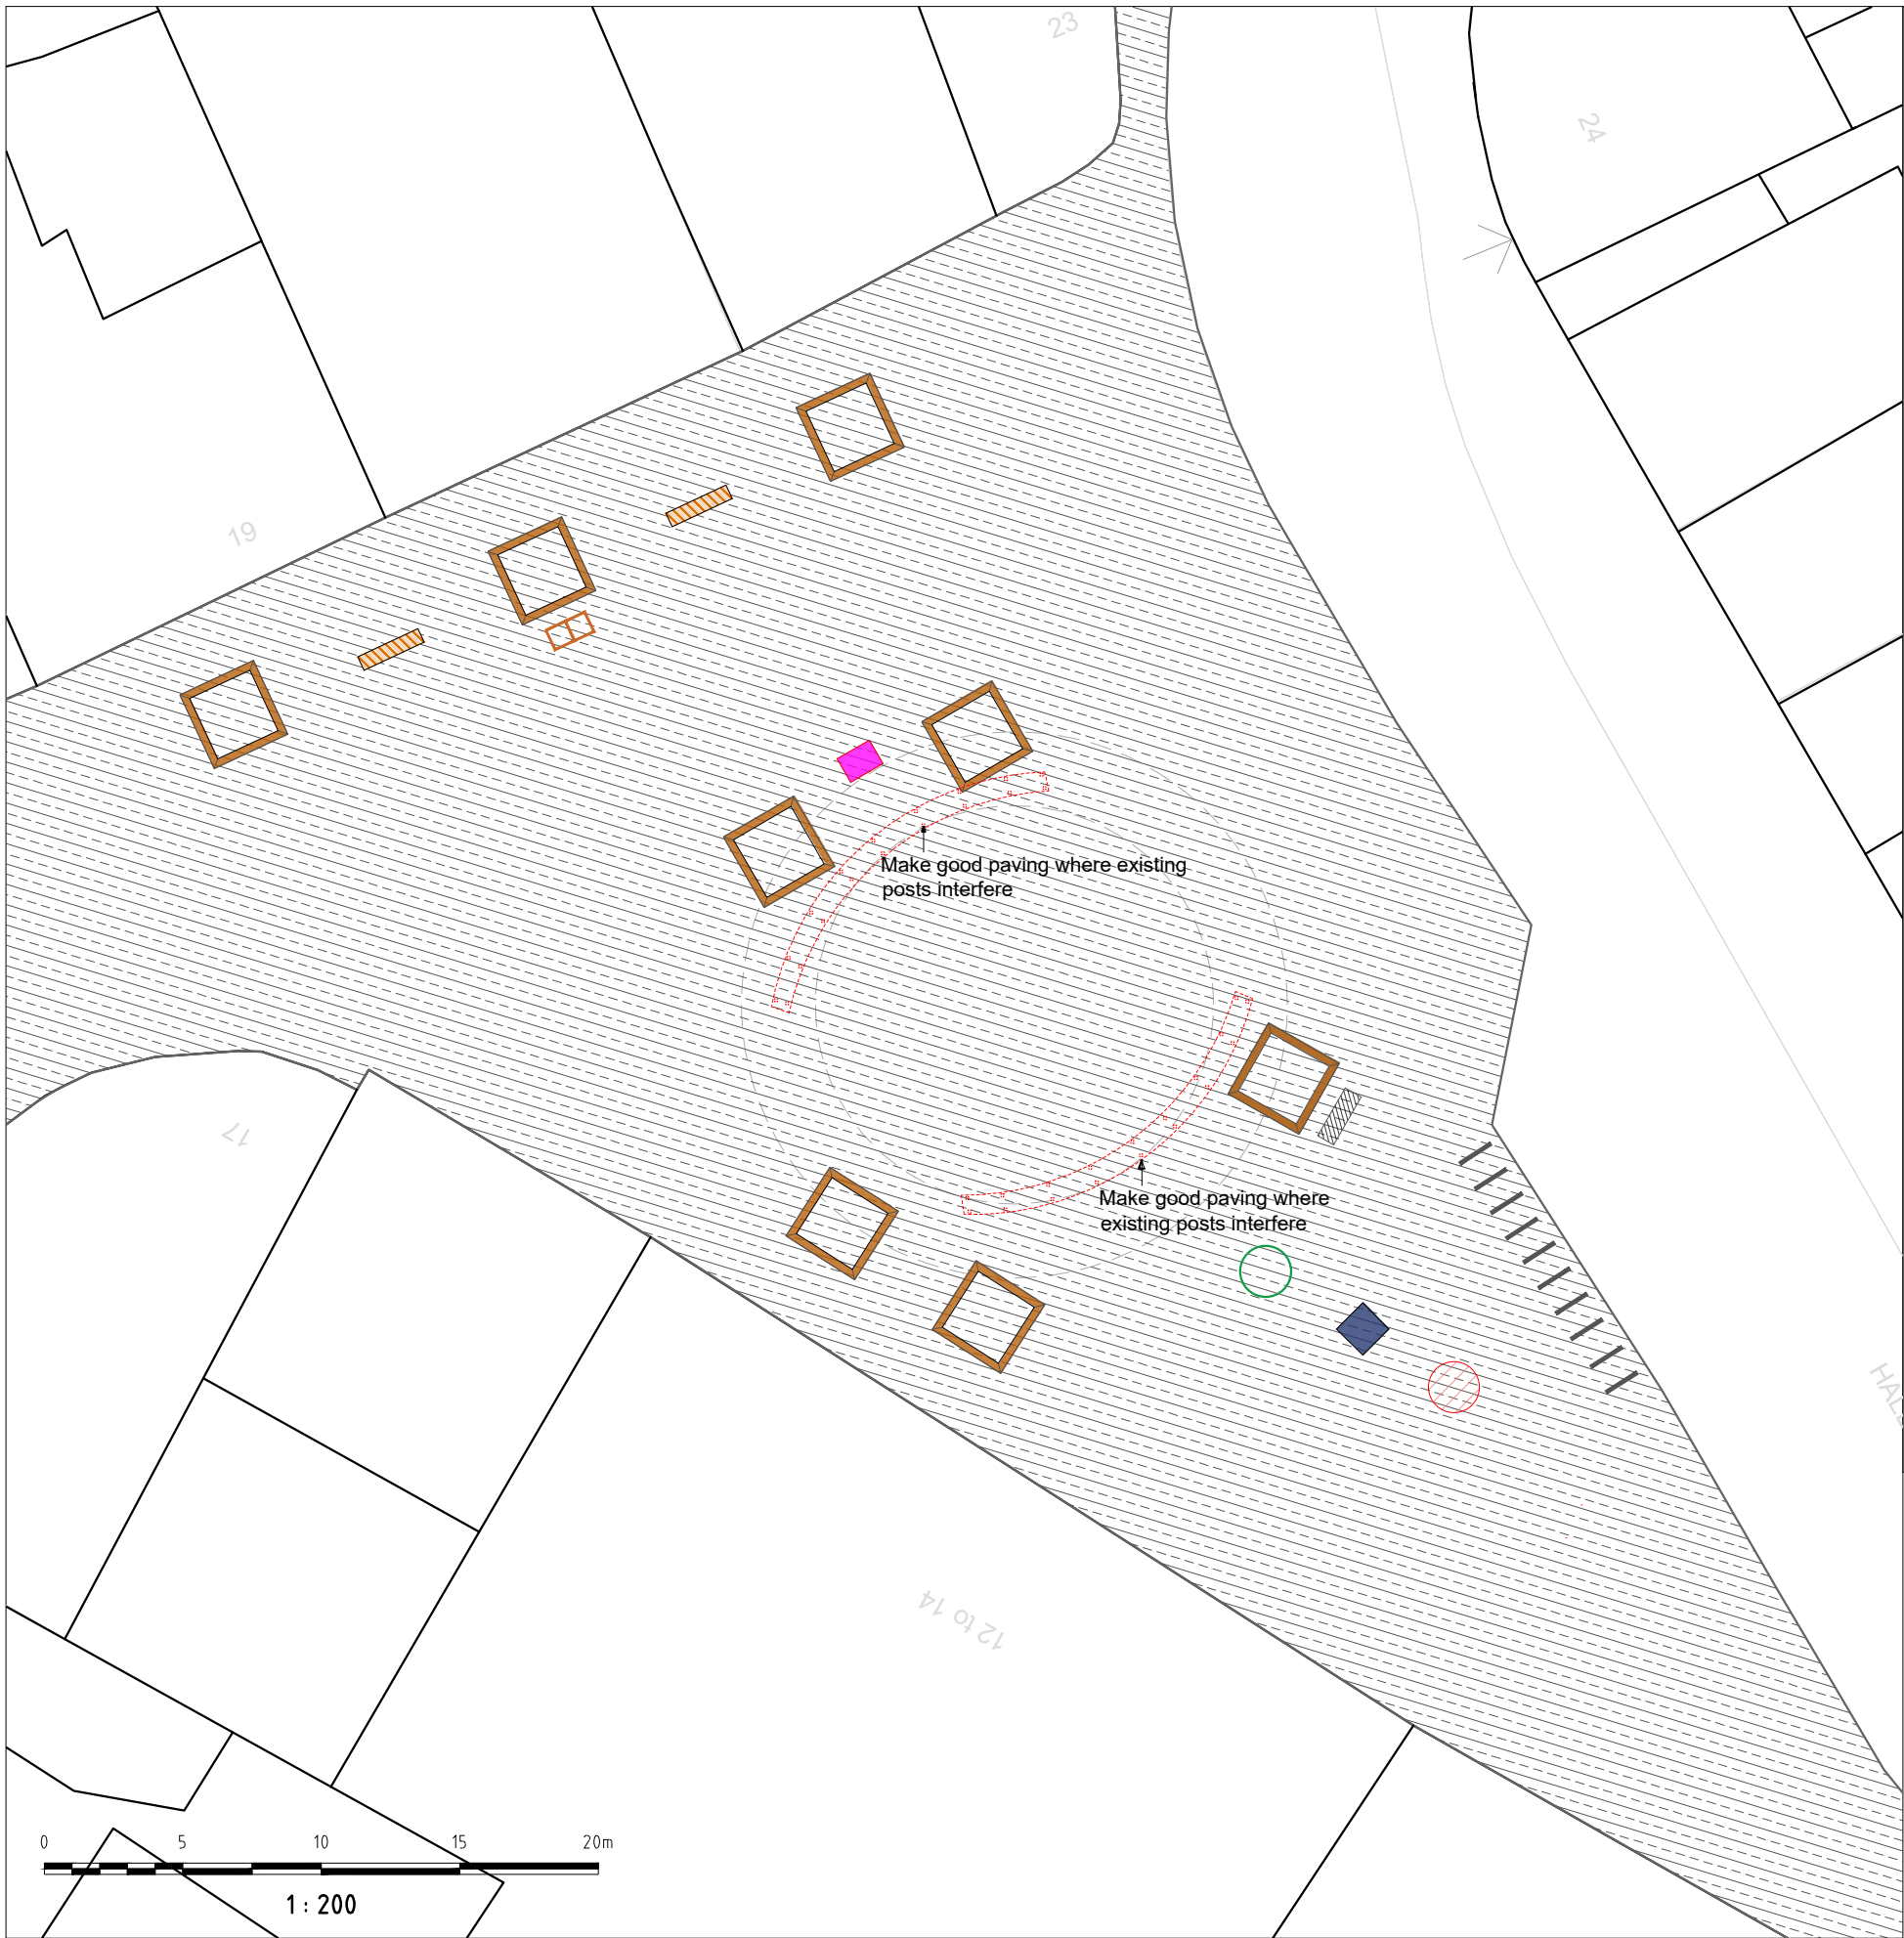 23
24
19
Make good paving where existing
posts interfere
17
Make good paving where
existing posts interfere
12 to 14
0 5 10 15 20m
1 : 200